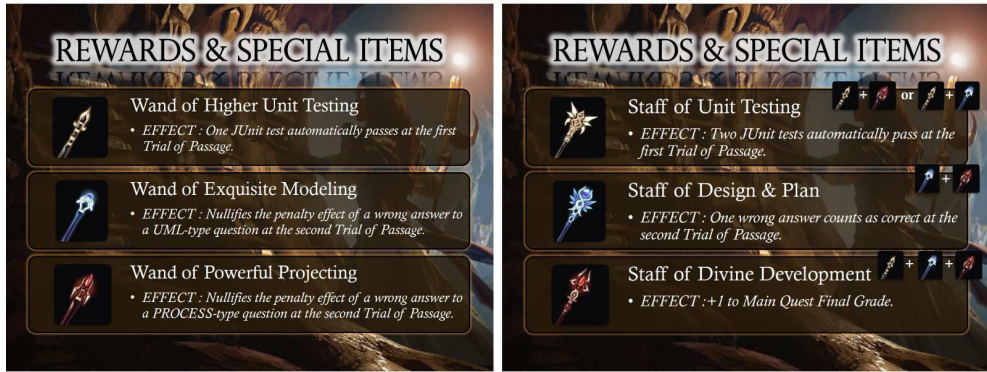 REWARDS & SPECIAL ITEMS
Wand of Higher Unit Testing
• EFFECT : One JUnit test automatically passes at the first
Trial of Passage.
Wand of Exquisite Modeling
• EFFECT : Nullifies the penalty effect of a wrong answer to
a UML-type question at the second Trial of Passage.
Wand of Powerful Projecting
• EFFECT : Nullifies the penalty effect of a wrong answer to
a PROCESS-type question at the second Trial of Passage.
REWARDS & SPECIAL ITEMS
Staff of Unit Testing
+ or +
• EFFECT : Two JUnit tests automatically pass at the
first Trial of Passage.
Staff of Design & Plan
+
• EFFECT : One wrong answer counts as correct at the
second Trial of Passage.
Staff of Divine Development
+ +
• EFFECT :+1 to Main Quest Final Grade.